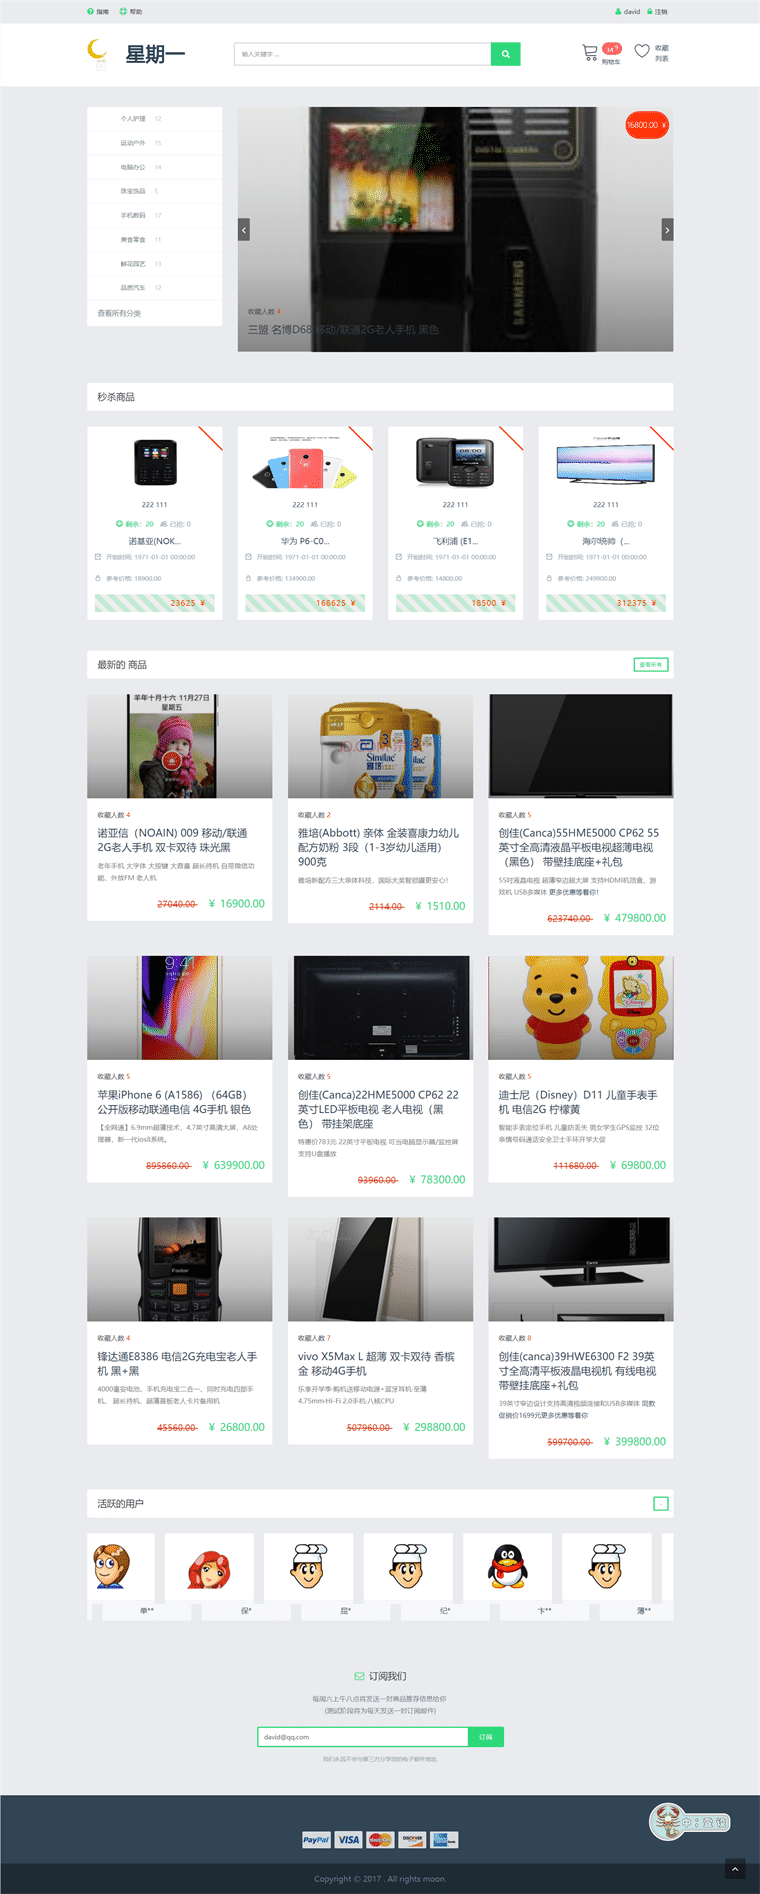 指南 帮助 david 注销
星期一
输入关键字 ...
购物车
收藏
列表
个人护理 12
运动户外 15
电脑办公 14
珠宝饰品 5
手机数码 17
美食零食 11
鲜花园艺 13
品质汽车 12
查看所有分类
16800.00 ¥
收藏人数 4
三盟 名博D68 移动/联通2G老人手机 黑色
秒杀商品
222 111
剩余: 20 已抢: 0
诺基亚(NOK...
开始时间: 1971-01-01 00:00:00
参考价格: 18900.00
23625 ¥
222 111
剩余: 20 已抢: 0
华为 P6-C0...
开始时间: 1971-01-01 00:00:00
参考价格: 134900.00
168625 ¥
222 111
剩余: 20 已抢: 0
飞利浦 (E1...
开始时间: 1971-01-01 00:00:00
参考价格: 14800.00
18500 ¥
222 111
剩余: 20 已抢: 0
海尔统帅（...
开始时间: 1971-01-01 00:00:00
参考价格: 249900.00
312375 ¥
最新的 商品
查看所有
羊年十月十六 11月27日
星期五
收藏人数 4
诺亚信（NOAIN) 009 移动/联通
2G老人手机 双卡双待 珠光黑
老年手机 大字体 大按键 大音量 超长待机 自带微信功
能、外放FM 老人机
27040.00 ¥ 16900.00
Similac
雅培
收藏人数 2
雅培(Abbott) 亲体 金装喜康力幼儿
配方奶粉 3段（1-3岁幼儿适用）
900克
雅培新配方三大亲体科技，国际大奖智锁罐更安心！
2114.00 ¥ 1510.00
收藏人数 5
创佳(Canca)55HME5000 CP62 55
英寸全高清液晶平板电视超薄电视
（黑色） 带壁挂底座+礼包
55吋液晶电视 超薄窄边超大屏 支持HDMI机顶盒、游
戏机 USB多媒体 更多优惠等着你！
623740.00 ¥ 479800.00
9:41
收藏人数 5
苹果iPhone 6 (A1586) （64GB）
公开版移动联通电信 4G手机 银色
【全网通】6.9mm超薄技术，4.7英寸高清大屏，A8处
理器，新一代ios8系统。
895860.00 ¥ 639900.00
收藏人数 5
创佳(Canca)22HME5000 CP62 22
英寸LED平板电视 老人电视（黑
色） 带挂架底座
特惠价783元 22英寸平板电视 可当电脑显示器/监控屏
支持U盘播放
93960.00 ¥ 78300.00
收藏人数 5
迪士尼（Disney）D11 儿童手表手
机 电信2G 柠檬黄
智能手表定位手机 儿童防丢失 男女学生GPS监控 32位
亲情号码通话安全卫士手环开学大促
111680.00 ¥ 69800.00
Fadar
收藏人数 4
锋达通E8386 电信2G充电宝老人手
机 黑+黑
4000毫安电池、手机充电宝二合一、同时充电四部手
机、 超长待机、超薄直板老人卡片备用机
45560.00 ¥ 26800.00
收藏人数 7
vivo X5Max L 超薄 双卡双待 香槟
金 移动4G手机
乐享开学季·购机送移动电源+蓝牙耳机·至薄
4.75mm·Hi-Fi 2.0手机·八核CPU
507960.00 ¥ 298800.00
Canca
收藏人数 8
创佳(canca)39HWE6300 F2 39英
寸全高清平板液晶电视机 有线电视
带壁挂底座+礼包
39英寸窄边设计支持高清视频连接和USB多媒体 同款
促销价1699元更多优惠等着你
599700.00 ¥ 399800.00
活跃的用户
单** 保* 屈* 纪* 卞** 薄**
订阅我们
每周六上午八点将发送一封商品推荐信息给你
(测试阶段将为每天发送一封订阅邮件)
david@qq.com 订阅
我们永远不会与第三方分享您的电子邮件地址。
PayPal VISA MasterCard DISCOVER
Copyright © 2017 . All rights moon.